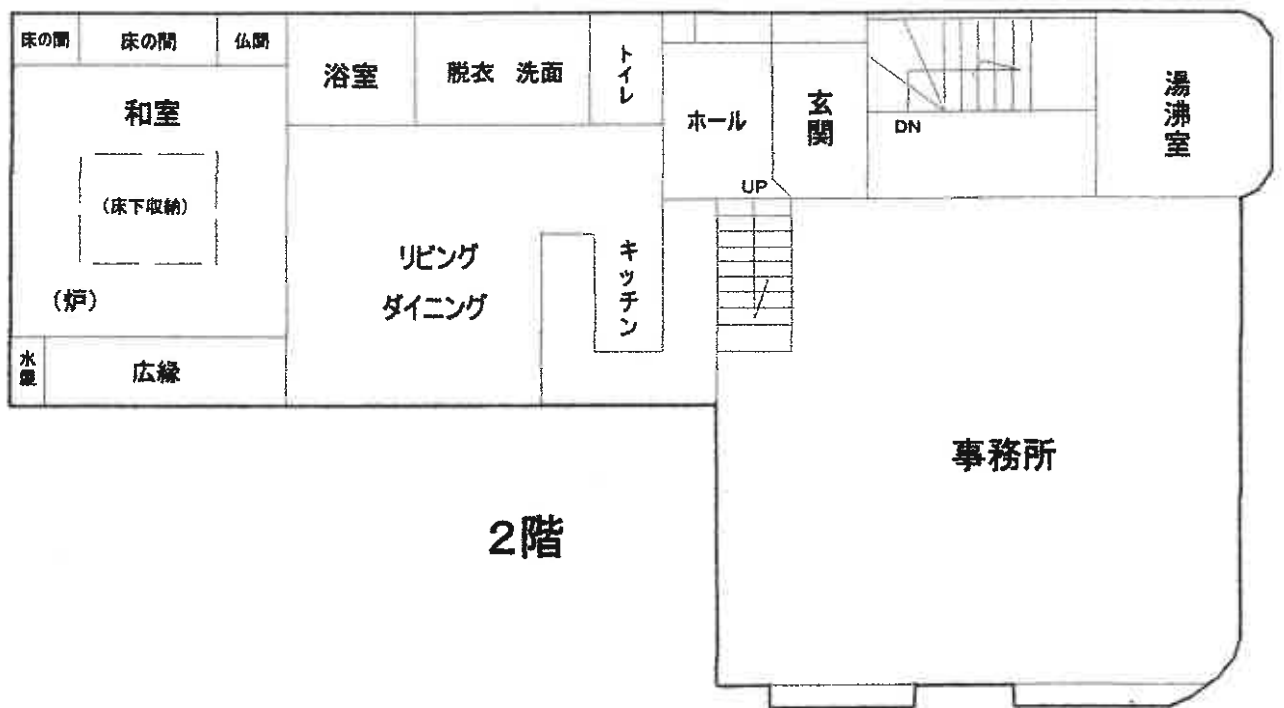 床の間
床の間
仏間
浴室
脱衣 洗面
トイレ
ホール
玄関
DN
湯沸室
和室
(床下収納)
(炉)
リビング
ダイニング
キッチン
UP
水屋
広縁
事務所
2階